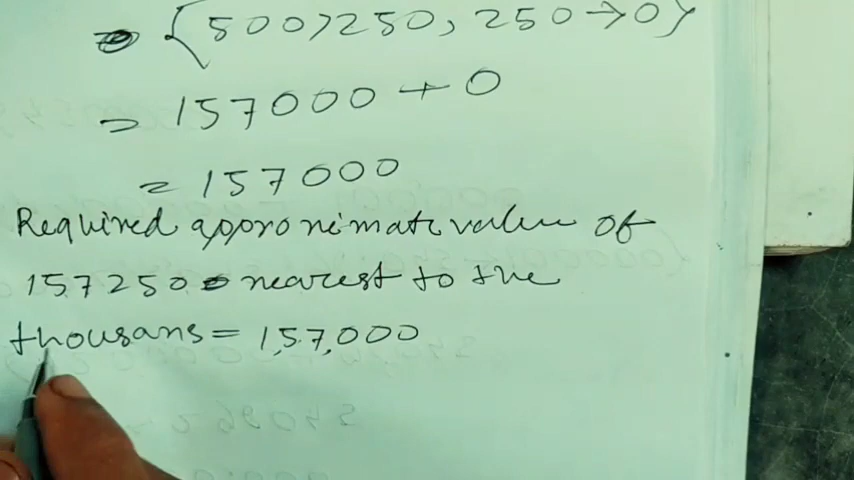 {500>250, 250→0}
= 157000 + 0
= 157000
Required approximate value of
157250 nearest to the
thousans = 1,57,000